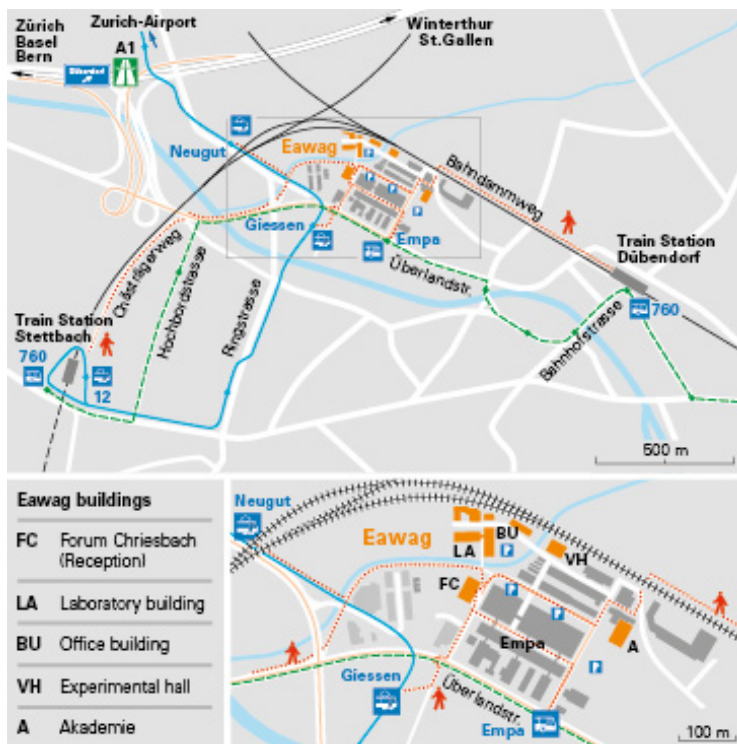 Zürich
Basel
Bern
A1
Zurich-Airport
Winterthur
St.Gallen
Neugut
Eawag
P
P
P
P
Bahndammweg
Giessen
Empa
Überlandstr.
Train Station
Dübendorf
760
Bahnhofstrasse
Hochbordstrasse
Ringstrasse
Train Station
Stettbach
760
12
500 m
Eawag buildings
FC Forum Chriesbach
(Reception)
LA Laboratory building
BU Office building
VH Experimental hall
A Akademie
Neugut
Eawag
BU
LA
P
VH
FC
P
P
Empa
A
P
Giessen
Überlandstr.
Empa
100 m